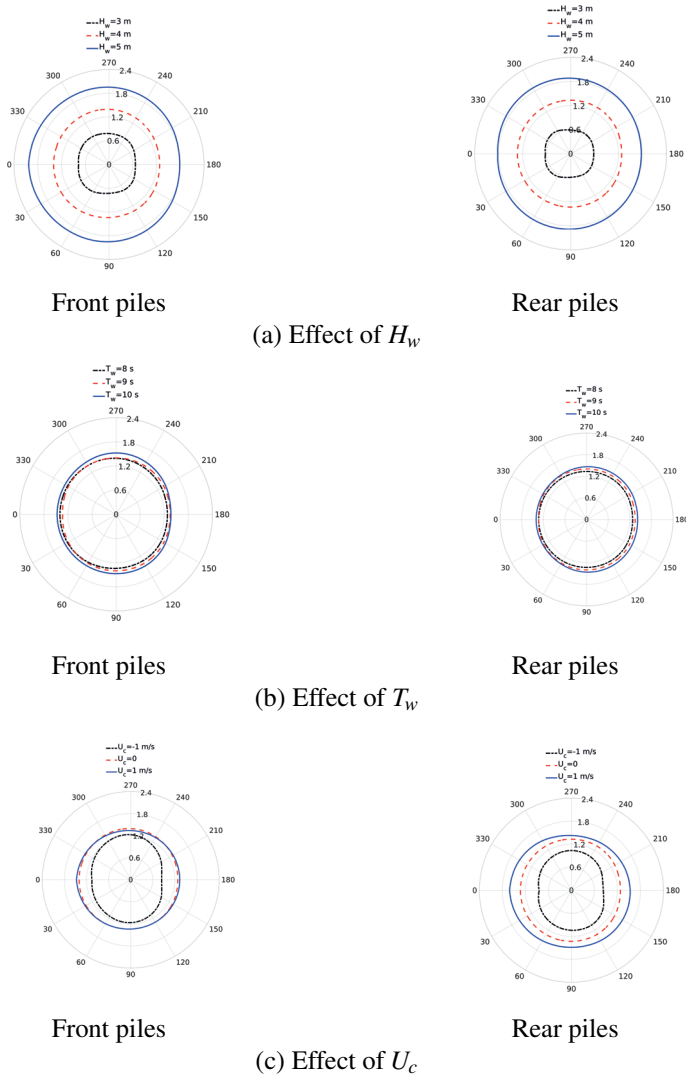 H_w=3 m
H_w=4 m
H_w=5 m
270
300 2.4 240
330 1.8 210
1.2
0.6
0 0 180
30 150
60 120
90
H_w=3 m
H_w=4 m
H_w=5 m
270
300 2.4 240
330 1.8 210
1.2
0.6
0 0 180
30 150
60 120
90
Front piles Rear piles
(a) Effect of H_w
T_w=8 s
T_w=9 s
T_w=10 s
270
300 2.4 240
330 1.8 210
1.2
0.6
0 0 180
30 150
60 120
90
T_w=8 s
T_w=9 s
T_w=10 s
270
300 2.4 240
330 1.8 210
1.2
0.6
0 0 180
30 150
60 120
90
Front piles Rear piles
(b) Effect of T_w
U_c=-1 m/s
U_c=0
U_c=1 m/s
270
300 2.4 240
330 1.8 210
1.2
0.6
0 0 180
30 150
60 120
90
U_c=-1 m/s
U_c=0
U_c=1 m/s
270
300 2.4 240
330 1.8 210
1.2
0.6
0 0 180
30 150
60 120
90
Front piles Rear piles
(c) Effect of U_c